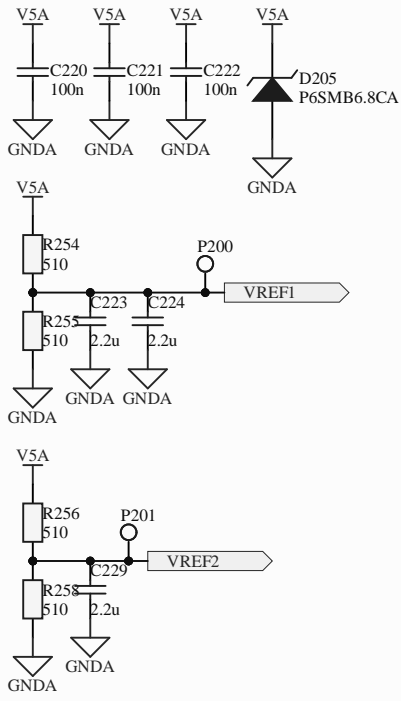 V5A V5A V5A V5A
C220
100n
C221
100n
C222
100n
D205
P6SMB6.8CA
GNDA GNDA GNDA GNDA
V5A
R254
510
P200
VREF1
R255
510
C223
2.2u
C224
2.2u
GNDA GNDA GNDA
V5A
R256
510
P201
VREF2
R258
510
C229
2.2u
GNDA GNDA